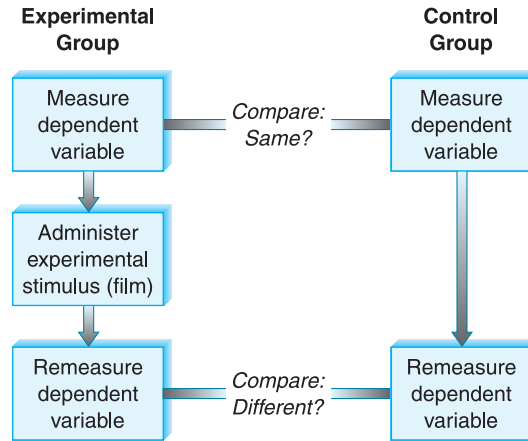 Experimental
Group
Control
Group
Measure
dependent
variable
Compare:
Same?
Measure
dependent
variable
Administer
experimental
stimulus (film)
Remeasure
dependent
variable
Compare:
Different?
Remeasure
dependent
variable